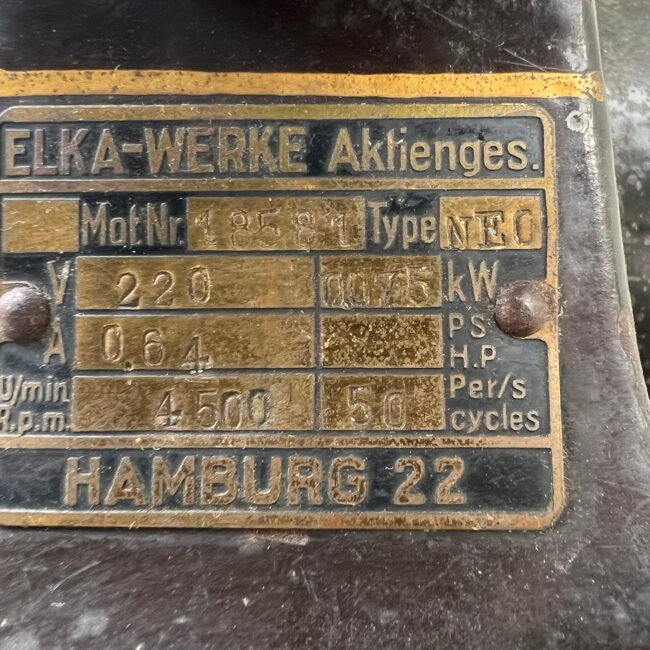 ELKA-WERKE Aktienges.
Mot Nr. 18581 Type NEO
V 220 0075 kW
A 0,64 PS H.P.
U/min R.p.m. 4500 50 Per/s cycles
HAMBURG 22